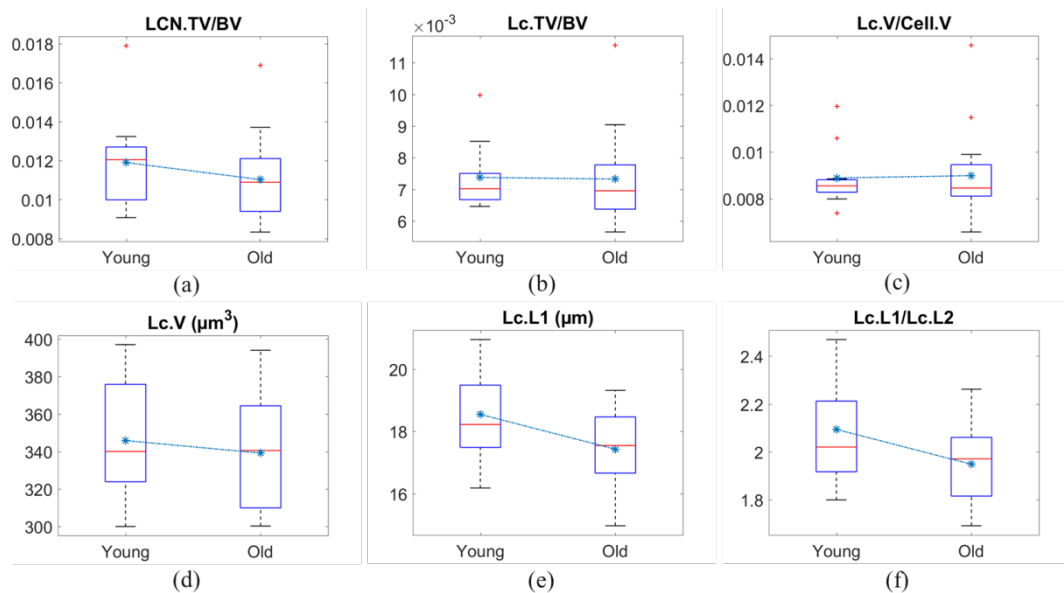 LCN.TV/BV
0.018
0.016
0.014
0.012
0.01
0.008
Young Old
(a)
Lc.TV/BV
×10⁻³
11
10
9
8
7
6
Young Old
(b)
Lc.V/Cell.V
0.014
0.012
0.01
0.008
Young Old
(c)
Lc.V (µm³)
400
380
360
340
320
300
Young Old
(d)
Lc.L1 (µm)
20
18
16
Young Old
(e)
Lc.L1/Lc.L2
2.4
2.2
2
1.8
Young Old
(f)